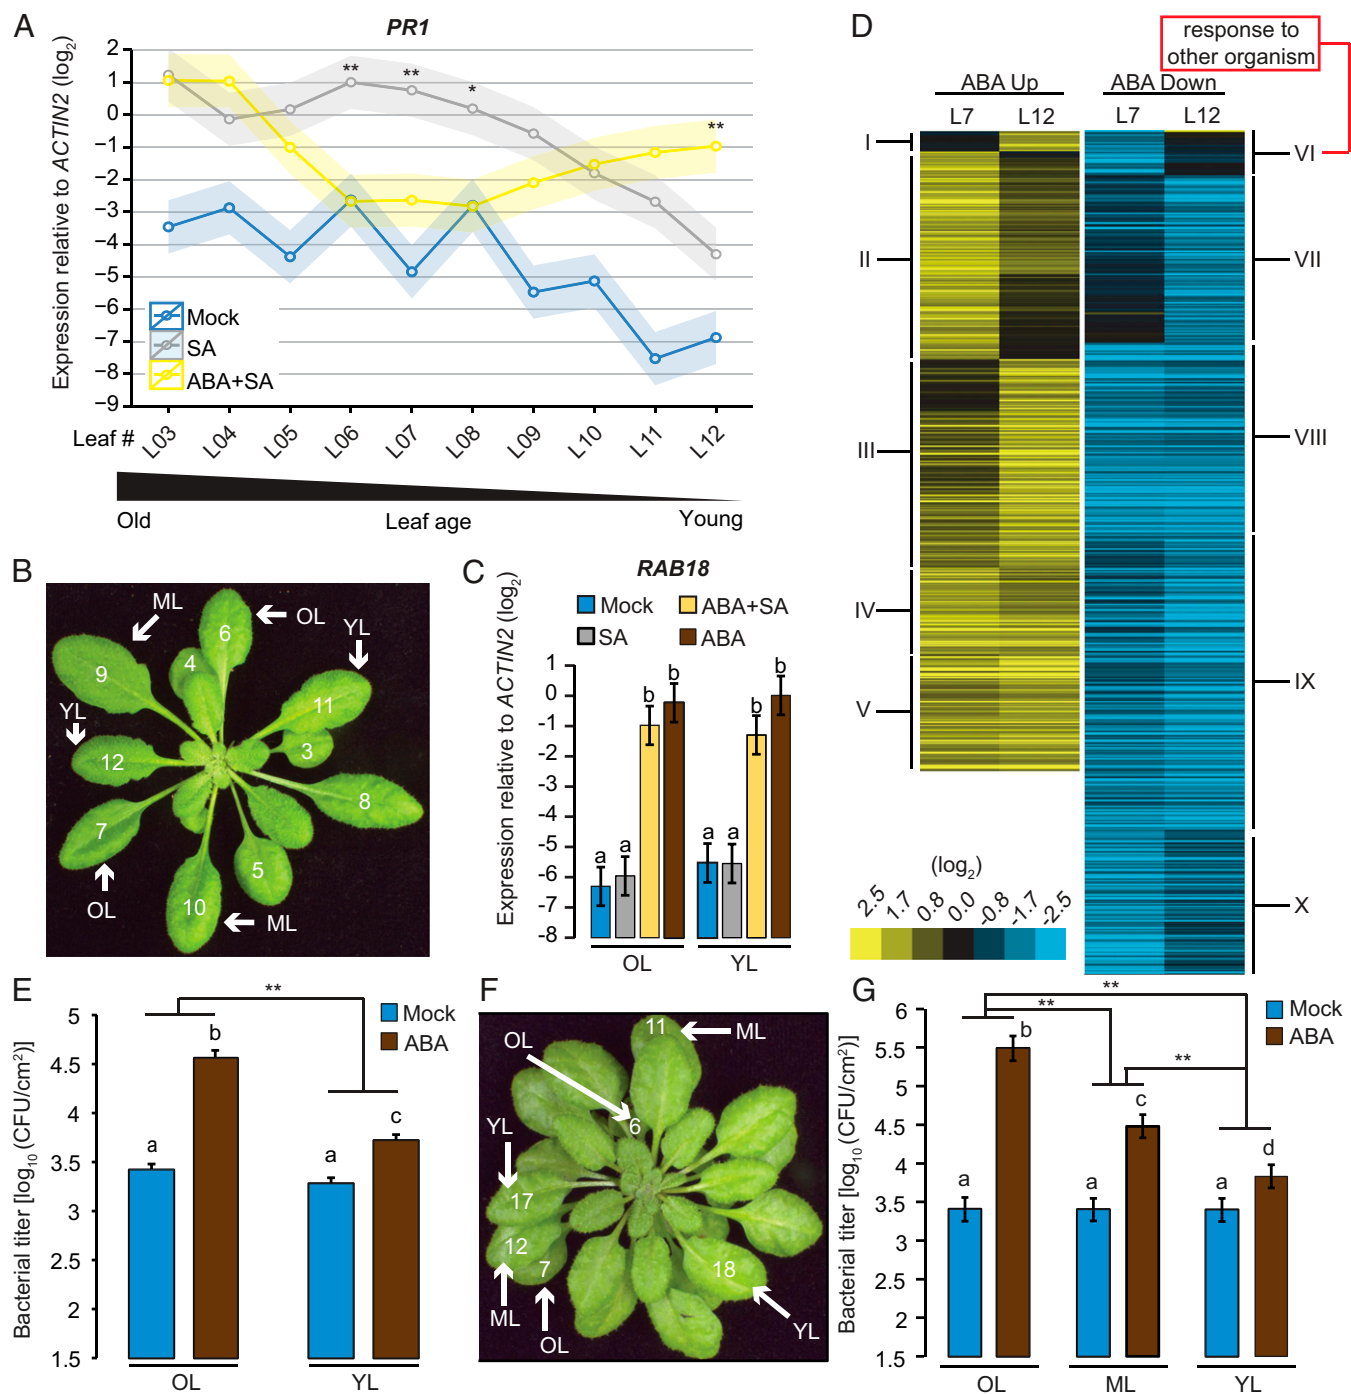 A
PR1
Expression relative to ACTIN2 (log2)
2
1
0
−1
−2
−3
−4
−5
−6
−7
−8
−9
**
**
*
**
Mock
SA
ABA+SA
Leaf #
L03
L04
L05
L06
L07
L08
L09
L10
L11
L12
Old
Leaf age
Young
B
ML
OL
YL
YL
OL
ML
6
9
4
11
3
12
8
7
5
10
C
RAB18
Mock
ABA+SA
SA
ABA
Expression relative to ACTIN2 (log2)
1
0
-1
-2
-3
-4
-5
-6
-7
-8
a
a
b
b
a
a
b
b
OL
YL
D
response to
other organism
ABA Up
ABA Down
L7
L12
L7
L12
I
II
III
IV
V
VI
VII
VIII
IX
X
(log2)
2.5
1.7
0.8
0.0
-0.8
-1.7
-2.5
E
**
Mock
ABA
Bacterial titer [log10 (CFU/cm2)]
5
4.5
4
3.5
3
2.5
2
1.5
a
b
a
c
OL
YL
F
OL
11
ML
6
YL
17
12
7
18
ML
OL
YL
G
**
**
**
Mock
ABA
Bacterial titer [log10 (CFU/cm2)]
6
5.5
5
4.5
4
3.5
3
2.5
2
1.5
a
b
a
c
a
d
OL
ML
YL